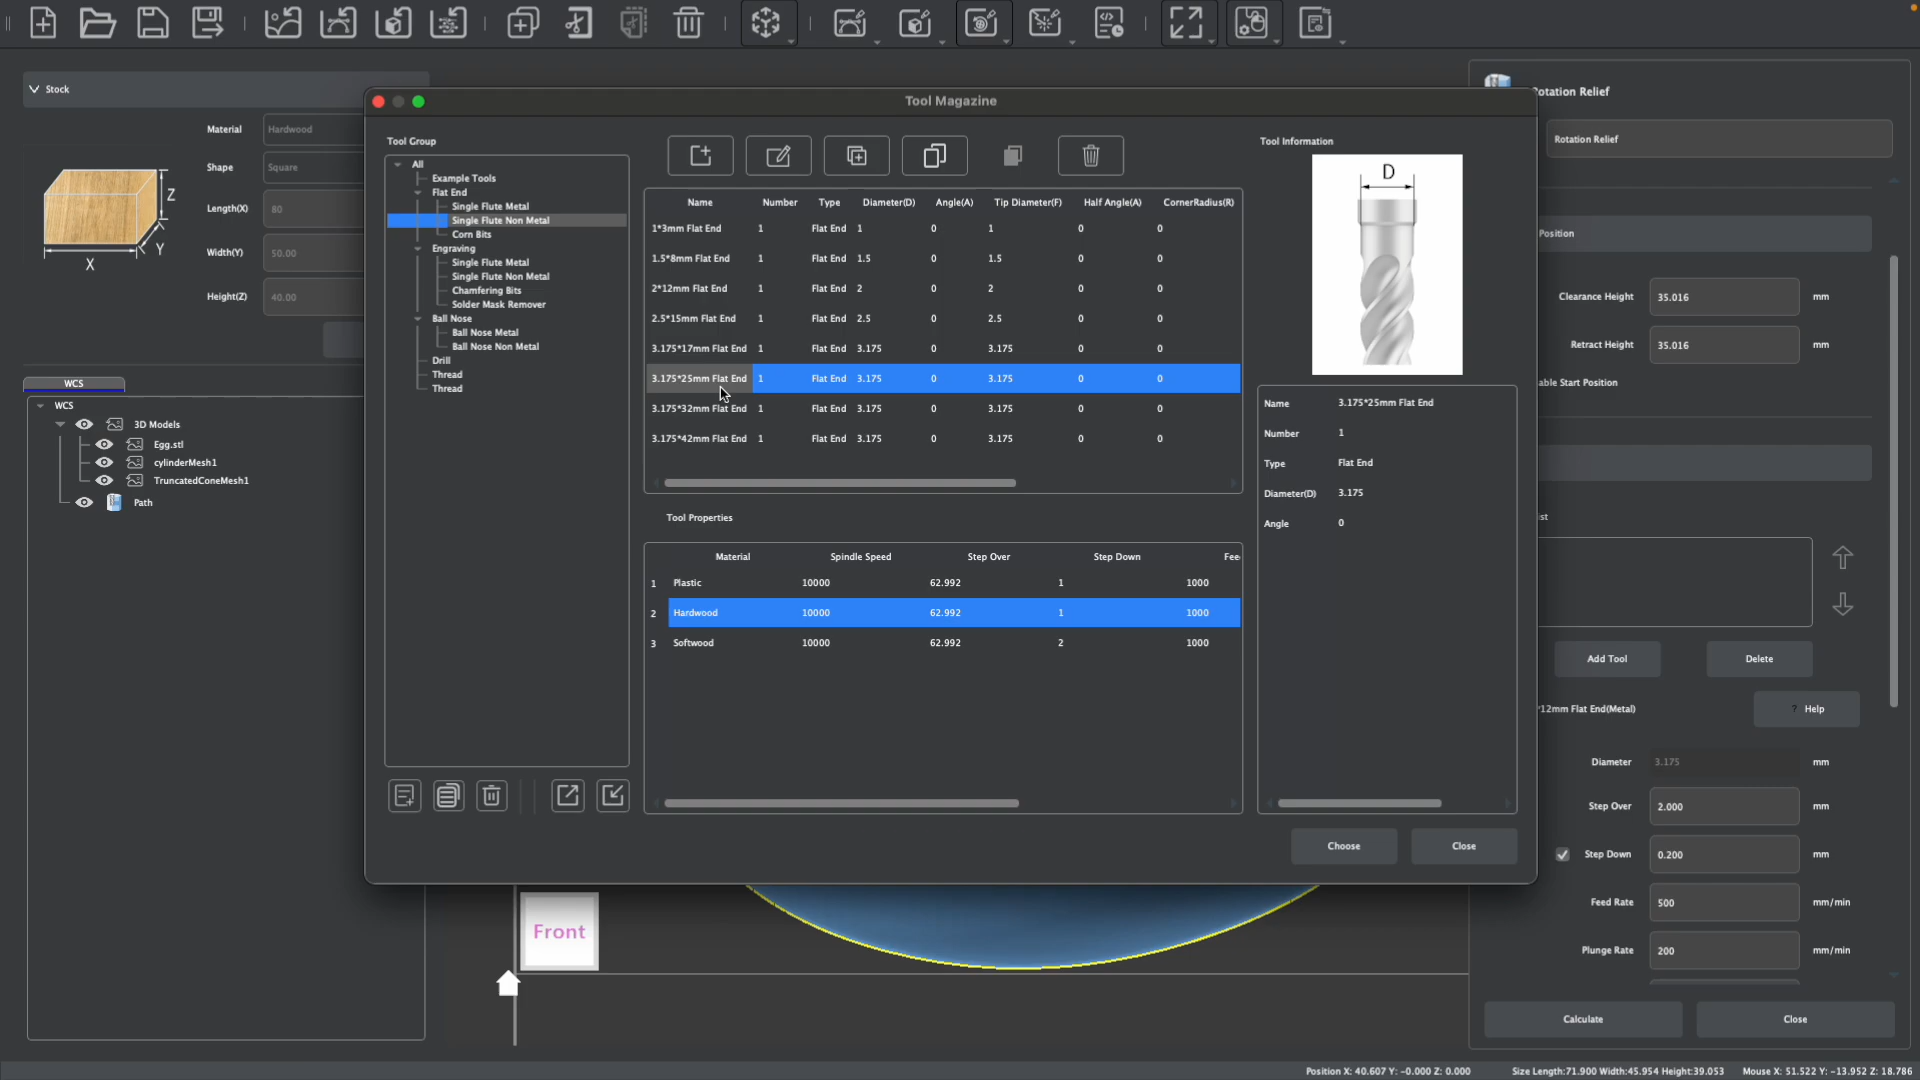 Stock
Material Hardwood
Shape Square
Length(X) 80
Width(Y) 50.00
Height(Z) 40.00
Z
Y
X
WCS
WCS
3D Models
Egg.stl
cylinderMesh1
TruncatedConeMesh1
Path
Tool Magazine
Tool Group
All
Example Tools
Flat End
Single Flute Metal
Single Flute Non Metal
Corn Bits
Engraving
Single Flute Metal
Single Flute Non Metal
Chamfering Bits
Solder Mask Remover
Ball Nose
Ball Nose Metal
Ball Nose Non Metal
Drill
Thread
Thread
Name Number Type Diameter(D) Angle(A) Tip Diameter(F) Half Angle(A) CornerRadius(R)
1*3mm Flat End 1 Flat End 1 0 1 0 0
1.5*8mm Flat End 1 Flat End 1.5 0 1.5 0 0
2*12mm Flat End 1 Flat End 2 0 2 0 0
2.5*15mm Flat End 1 Flat End 2.5 0 2.5 0 0
3.175*17mm Flat End 1 Flat End 3.175 0 3.175 0 0
3.175*25mm Flat End 1 Flat End 3.175 0 3.175 0 0
3.175*32mm Flat End 1 Flat End 3.175 0 3.175 0 0
3.175*42mm Flat End 1 Flat End 3.175 0 3.175 0 0
Tool Properties
Material Spindle Speed Step Over Step Down Fee
1 Plastic 10000 62.992 1 1000
2 Hardwood 10000 62.992 1 1000
3 Softwood 10000 62.992 2 1000
Tool Information
D
Name 3.175*25mm Flat End
Number 1
Type Flat End
Diameter(D) 3.175
Angle 0
Choose Close
Front
Rotation Relief
Rotation Relief
Position
Clearance Height 35.016 mm
Retract Height 35.016 mm
able Start Position
ist
Add Tool Delete
*12mm Flat End(Metal) ? Help
Diameter 3.175 mm
Step Over 2.000 mm
Step Down 0.200 mm
Feed Rate 500 mm/min
Plunge Rate 200 mm/min
Calculate Close
Position X: 40.607 Y: -0.000 Z: 0.000 Size Length:71.900 Width:45.954 Height:39.053 Mouse X: 51.522 Y: -13.952 Z: 18.786